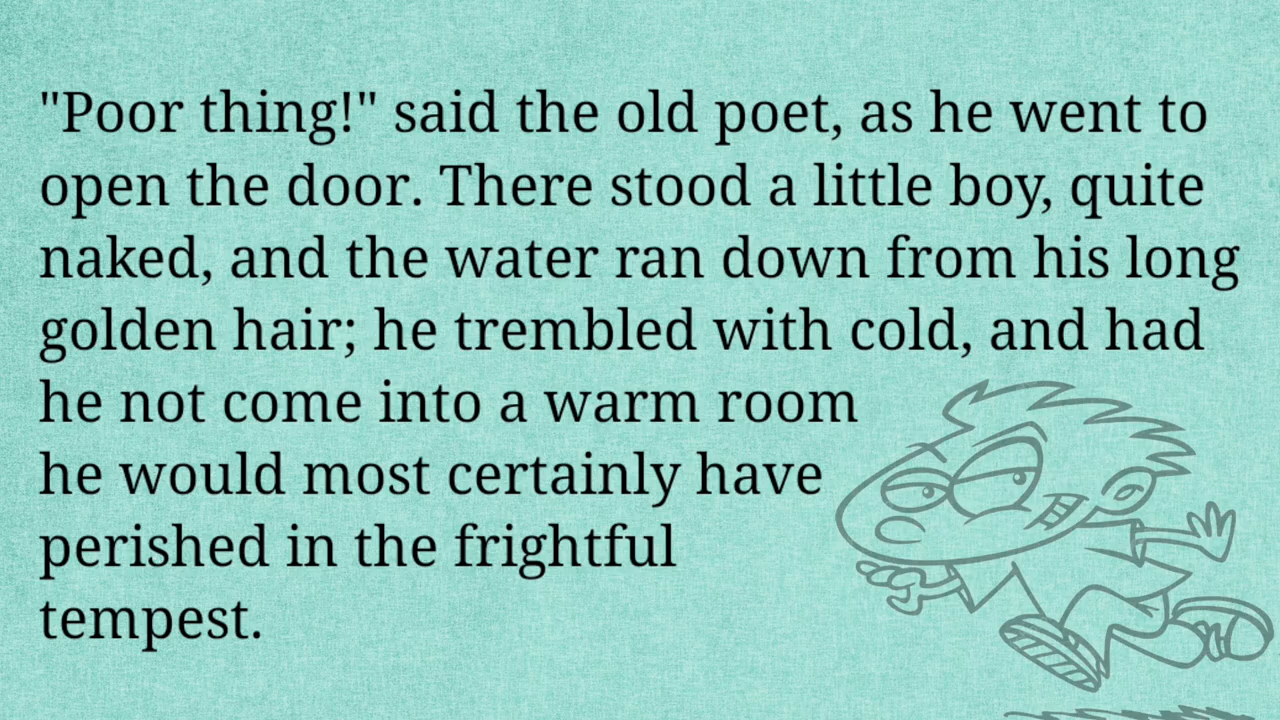 "Poor thing!" said the old poet, as he went to
open the door. There stood a little boy, quite
naked, and the water ran down from his long
golden hair; he trembled with cold, and had
he not come into a warm room
he would most certainly have
perished in the frightful
tempest.